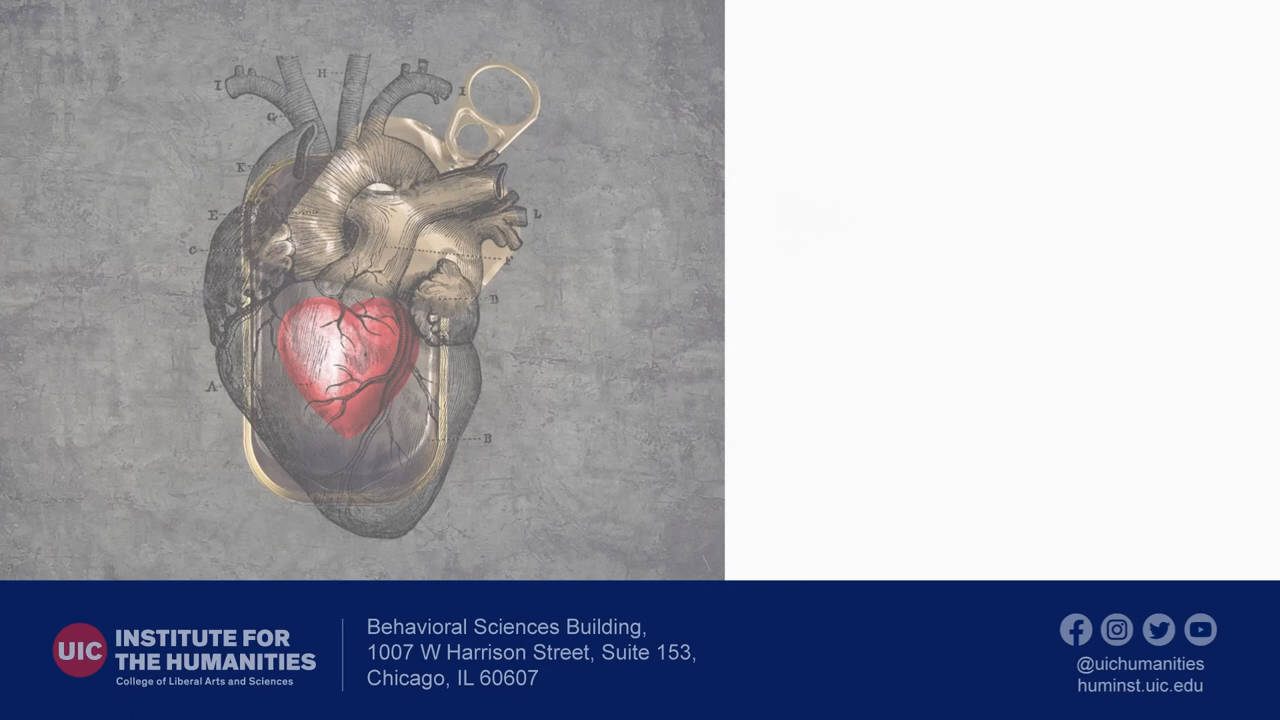 H
I
I
G
K
E
L
C
F
D
A
B
UIC
INSTITUTE FOR
THE HUMANITIES
College of Liberal Arts and Sciences
Behavioral Sciences Building,
1007 W Harrison Street, Suite 153,
Chicago, IL 60607
@uichumanities
huminst.uic.edu